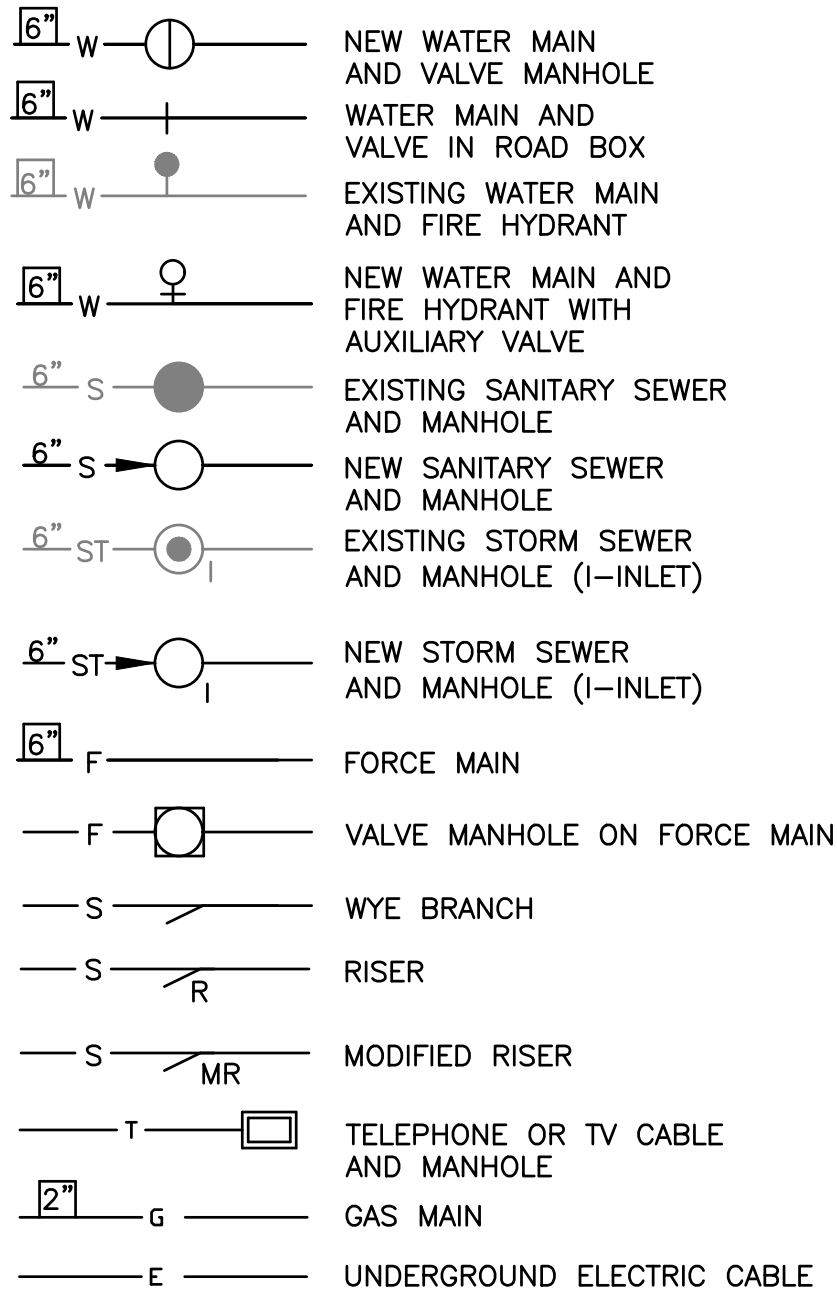 6" W NEW WATER MAIN
AND VALVE MANHOLE
6" W WATER MAIN AND
VALVE IN ROAD BOX
6" W EXISTING WATER MAIN
AND FIRE HYDRANT
6" W NEW WATER MAIN AND
FIRE HYDRANT WITH
AUXILIARY VALVE
6" S EXISTING SANITARY SEWER
AND MANHOLE
6" S NEW SANITARY SEWER
AND MANHOLE
6" ST EXISTING STORM SEWER
I AND MANHOLE (I-INLET)
6" ST NEW STORM SEWER
I AND MANHOLE (I-INLET)
6" F FORCE MAIN
F VALVE MANHOLE ON FORCE MAIN
S WYE BRANCH
S R RISER
S MR MODIFIED RISER
T TELEPHONE OR TV CABLE
AND MANHOLE
2" G GAS MAIN
E UNDERGROUND ELECTRIC CABLE